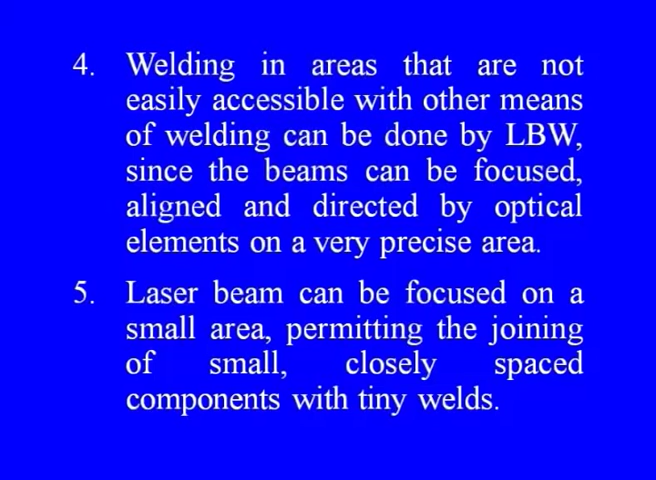 4. Welding in areas that are not
easily accessible with other means
of welding can be done by LBW,
since the beams can be focused,
aligned and directed by optical
elements on a very precise area.
5. Laser beam can be focused on a
small area, permitting the joining
of small, closely spaced
components with tiny welds.